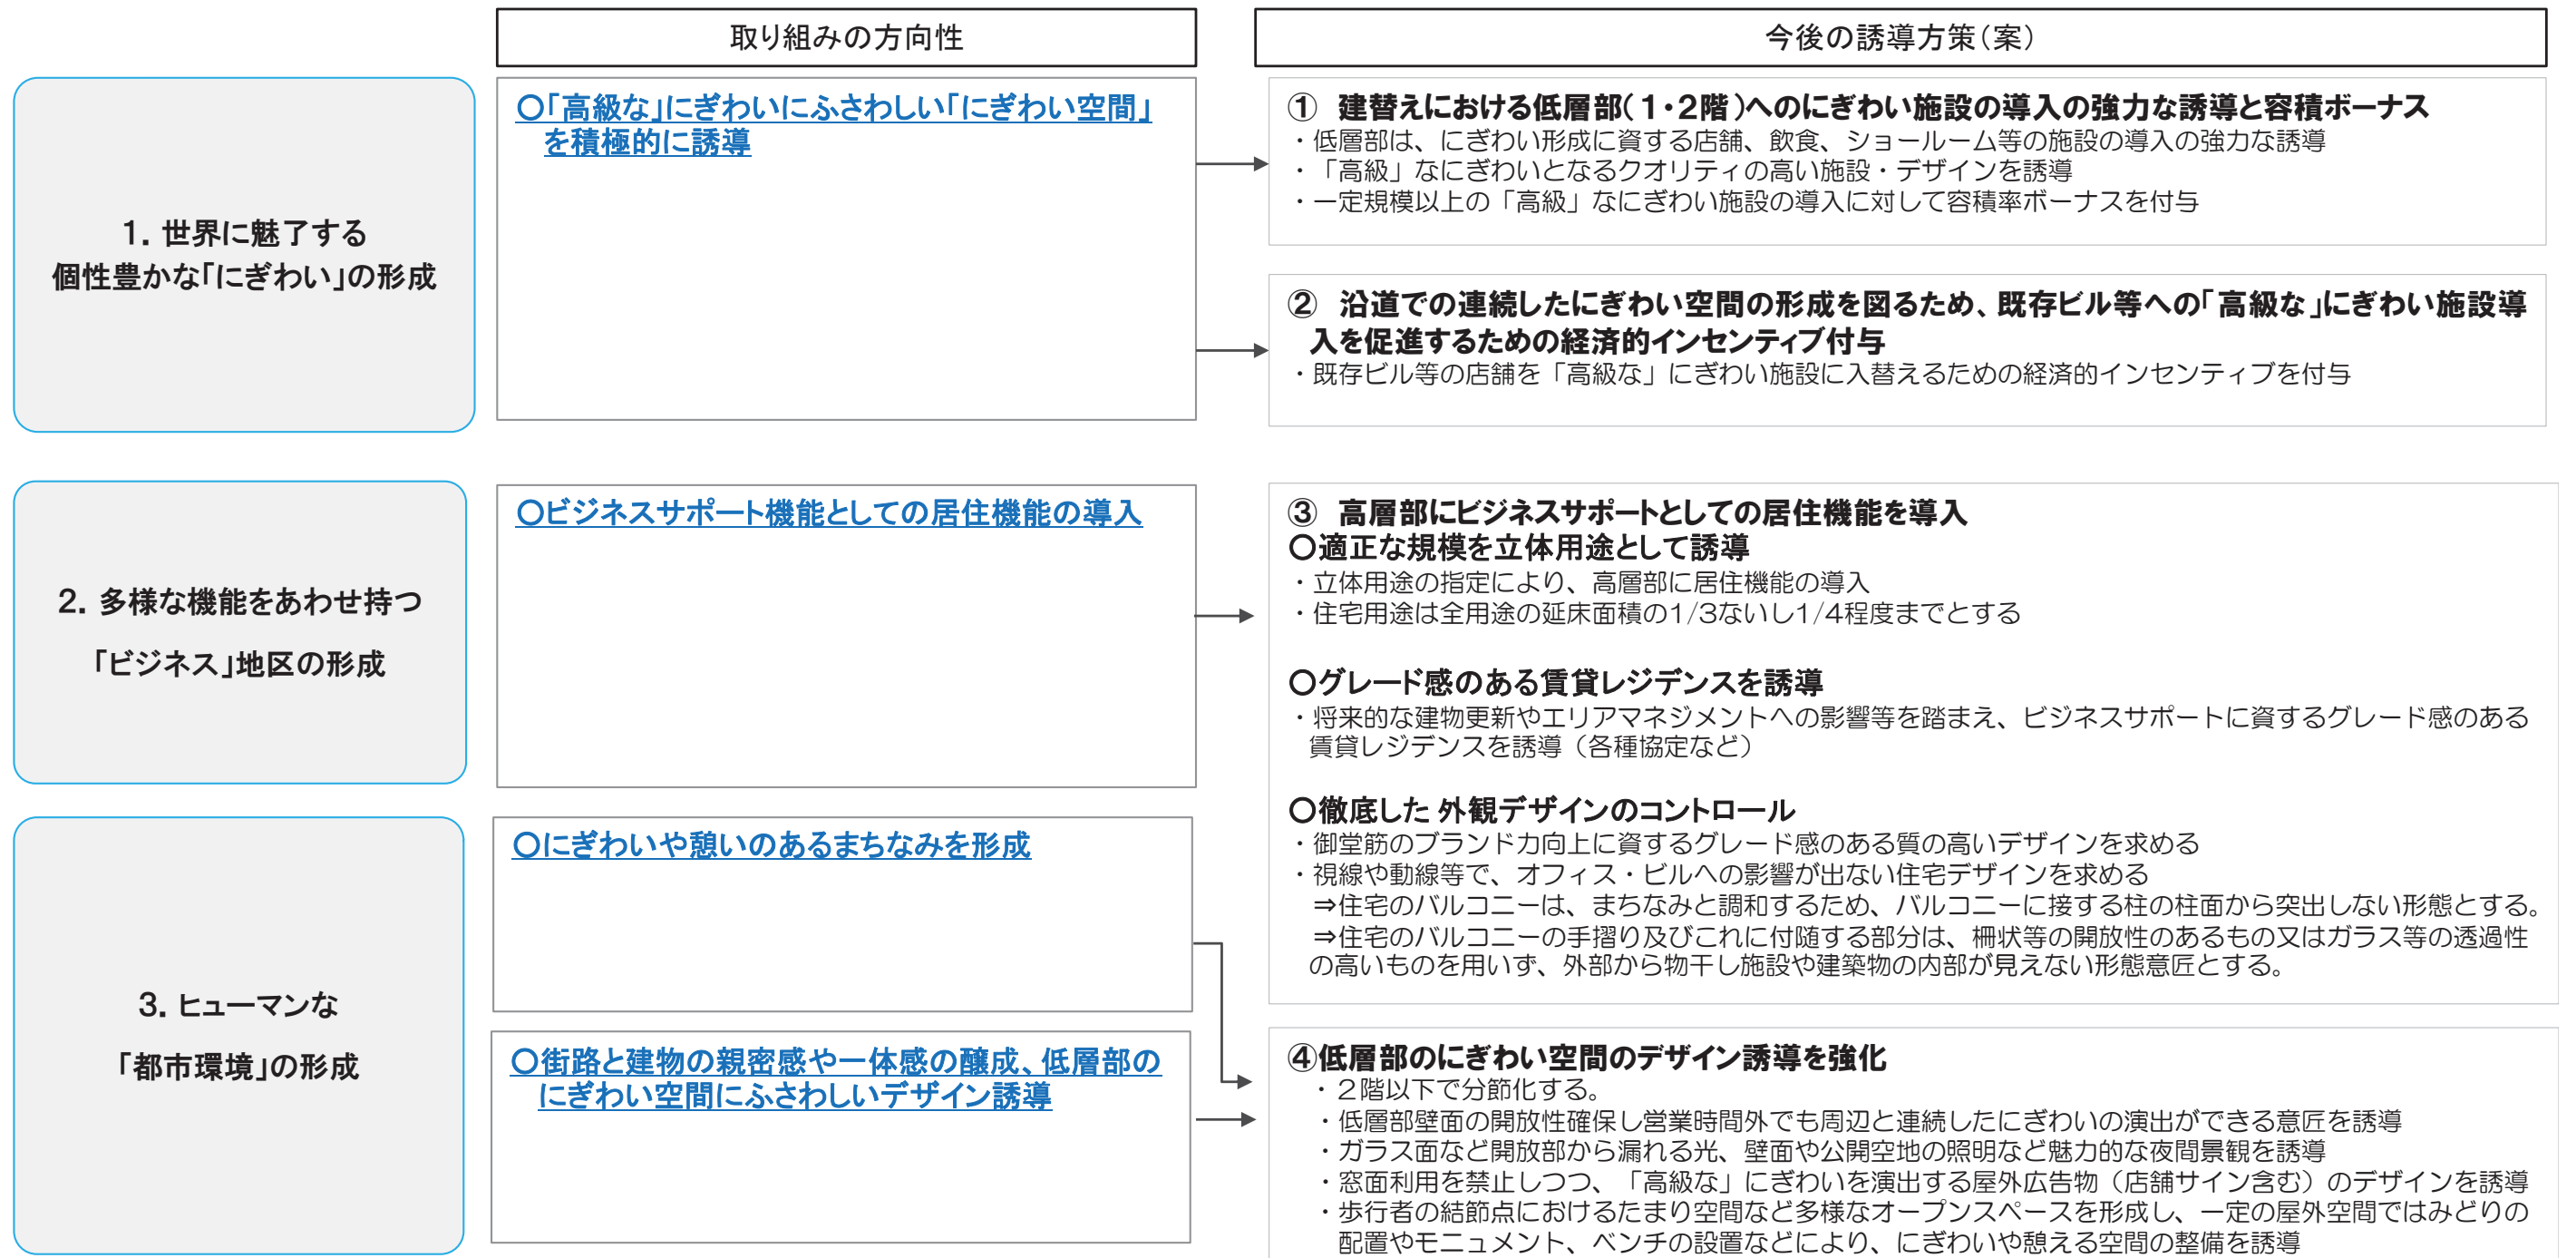 取り組みの方向性
今後の誘導方策(案)
1. 世界に魅了する
個性豊かな「にぎわい」の形成
〇「高級な」にぎわいにふさわしい「にぎわい空間」
を積極的に誘導
① 建替えにおける低層部(1・2階)へのにぎわい施設の導入の強力な誘導と容積ボーナス
・低層部は、にぎわい形成に資する店舗、飲食、ショールーム等の施設の導入の強力な誘導
・「高級」なにぎわいとなるクオリティの高い施設・デザインを誘導
・一定規模以上の「高級」なにぎわい施設の導入に対して容積率ボーナスを付与
② 沿道での連続したにぎわい空間の形成を図るため、既存ビル等への「高級な」にぎわい施設導
入を促進するための経済的インセンティブ付与
・既存ビル等の店舗を「高級な」にぎわい施設に入替えるための経済的インセンティブを付与
2. 多様な機能をあわせ持つ
「ビジネス」地区の形成
〇ビジネスサポート機能としての居住機能の導入
③ 高層部にビジネスサポートとしての居住機能を導入
〇適正な規模を立体用途として誘導
・立体用途の指定により、高層部に居住機能の導入
・住宅用途は全用途の延床面積の1/3ないし1/4程度までとする
〇グレード感のある賃貸レジデンスを誘導
・将来的な建物更新やエリアマネジメントへの影響等を踏まえ、ビジネスサポートに資するグレード感のある
賃貸レジデンスを誘導(各種協定など)
〇徹底した 外観デザインのコントロール
・御堂筋のブランド力向上に資するグレード感のある質の高いデザインを求める
・視線や動線等で、オフィス・ビルへの影響が出ない住宅デザインを求める
⇒住宅のバルコニーは、まちなみと調和するため、バルコニーに接する柱の柱面から突出しない形態とする。
⇒住宅のバルコニーの手摺り及びこれに付随する部分は、柵状等の開放性のあるもの又はガラス等の透過性
の高いものを用いず、外部から物干し施設や建築物の内部が見えない形態意匠とする。
3. ヒューマンな
「都市環境」の形成
〇にぎわいや憩いのあるまちなみを形成
〇街路と建物の親密感や一体感の醸成、低層部の
にぎわい空間にふさわしいデザイン誘導
④低層部のにぎわい空間のデザイン誘導を強化
・2階以下で分節化する。
・低層部壁面の開放性確保し営業時間外でも周辺と連続したにぎわいの演出ができる意匠を誘導
・ガラス面など開放部から漏れる光、壁面や公開空地の照明など魅力的な夜間景観を誘導
・窓面利用を禁止しつつ、「高級な」にぎわいを演出する屋外広告物(店舗サイン含む)のデザインを誘導
・歩行者の結節点におけるたまり空間など多様なオープンスペースを形成し、一定の屋外空間ではみどりの
配置やモニュメント、ベンチの設置などにより、にぎわいや憩える空間の整備を誘導